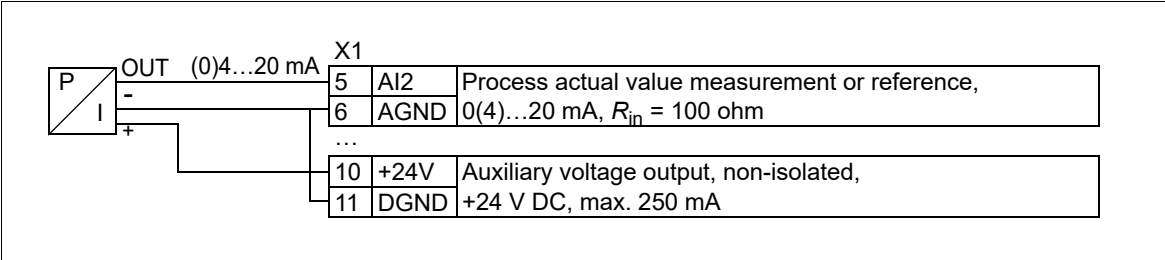 X1
OUT (0)4…20 mA
P
I
-
+
5 AI2 Process actual value measurement or reference,
6 AGND 0(4)…20 mA, Rin = 100 ohm
…
10 +24V Auxiliary voltage output, non-isolated,
11 DGND +24 V DC, max. 250 mA